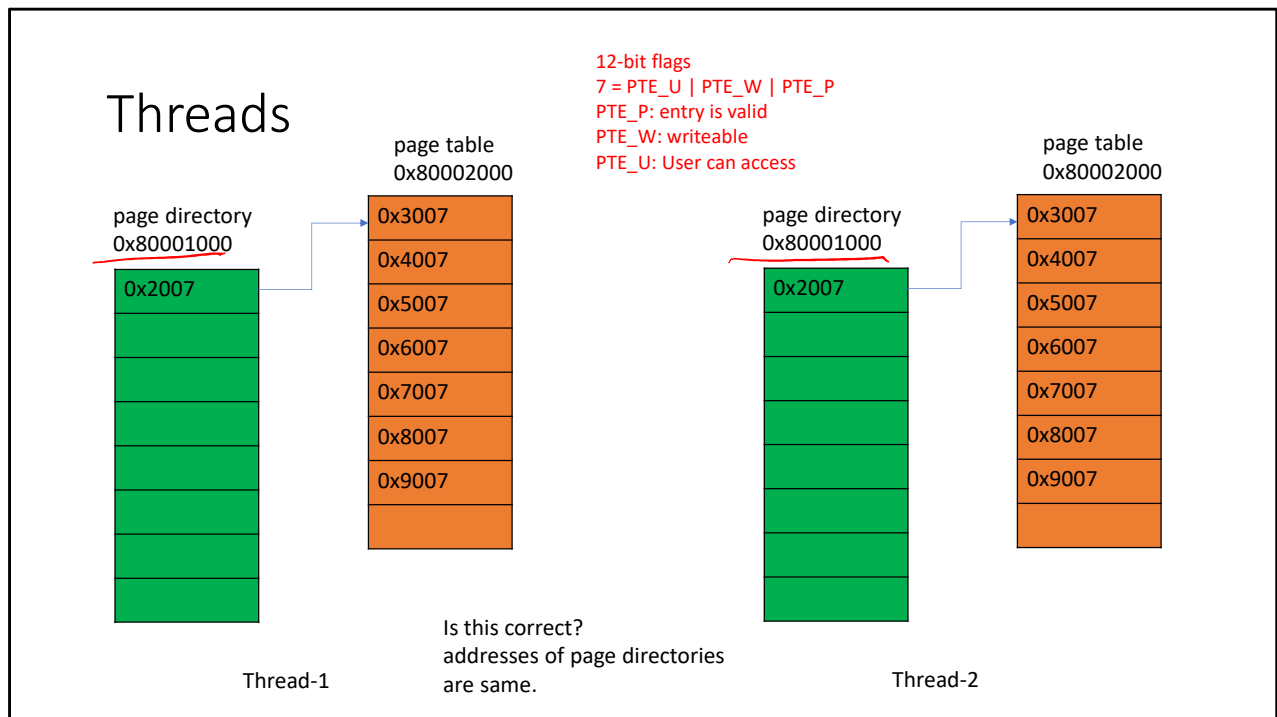 Threads
12-bit flags
7 = PTE_U | PTE_W | PTE_P
PTE_P: entry is valid
PTE_W: writeable
PTE_U: User can access
page directory
0x80001000
0x2007
page table
0x80002000
0x3007
0x4007
0x5007
0x6007
0x7007
0x8007
0x9007
Thread-1
page directory
0x80001000
0x2007
page table
0x80002000
0x3007
0x4007
0x5007
0x6007
0x7007
0x8007
0x9007
Thread-2
Is this correct?
addresses of page directories
are same.